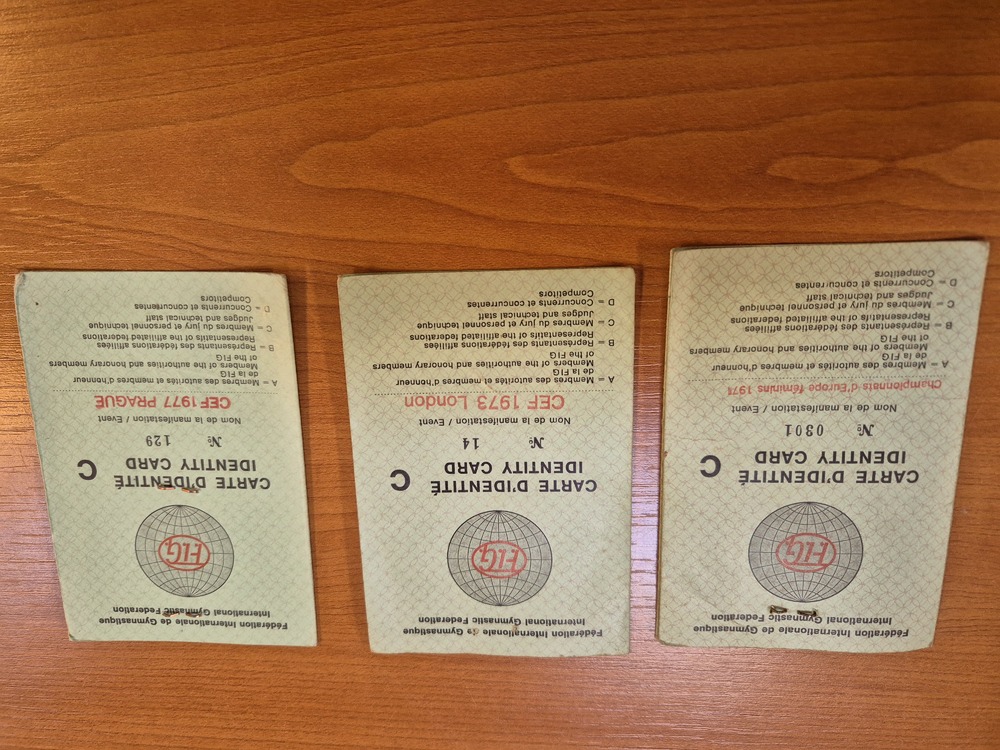 Fédération Internationale de Gymnastique
International Gymnastic Federation
FIG
CARTE D'IDENTITÉ
IDENTITY CARD
C
№ 0801
Nom de la manifestation / Event
Championnats d'Europe féminins
A = Membres des autorités et membres d'honneur
de la FIG
Members of the authorities and honorary members
of the FIG
B = Représentants des fédérations affiliées
Representatives of the affiliated federations
C = Membres du jury et personnel technique
Judges and technical staff
D = Concurrents et concurrentes
Competitors
Fédération Internationale de Gymnastique
International Gymnastic Federation
FIG
CARTE D'IDENTITÉ
IDENTITY CARD
C
№ 14
Nom de la manifestation / Event
CEF 1973 London
A = Membres des autorités et membres d'honneur
de la FIG
Members of the authorities and honorary members
of the FIG
B = Représentants des fédérations affiliées
Representatives of the affiliated federations
C = Membres du jury et personnel technique
Judges and technical staff
D = Concurrents et concurrentes
Competitors
Fédération Internationale de Gymnastique
International Gymnastic Federation
FIG
CARTE D'IDENTITÉ
IDENTITY CARD
C
№ 129
Nom de la manifestation / Event
CEF 1977 PRAGUE
A = Membres des autorités et membres d'honneur
de la FIG
Members of the authorities and honorary members
of the FIG
B = Représentants des fédérations affiliées
Representatives of the affiliated federations
C = Membres du jury et personnel technique
Judges and technical staff
D = Concurrents et concurrentes
Competitors